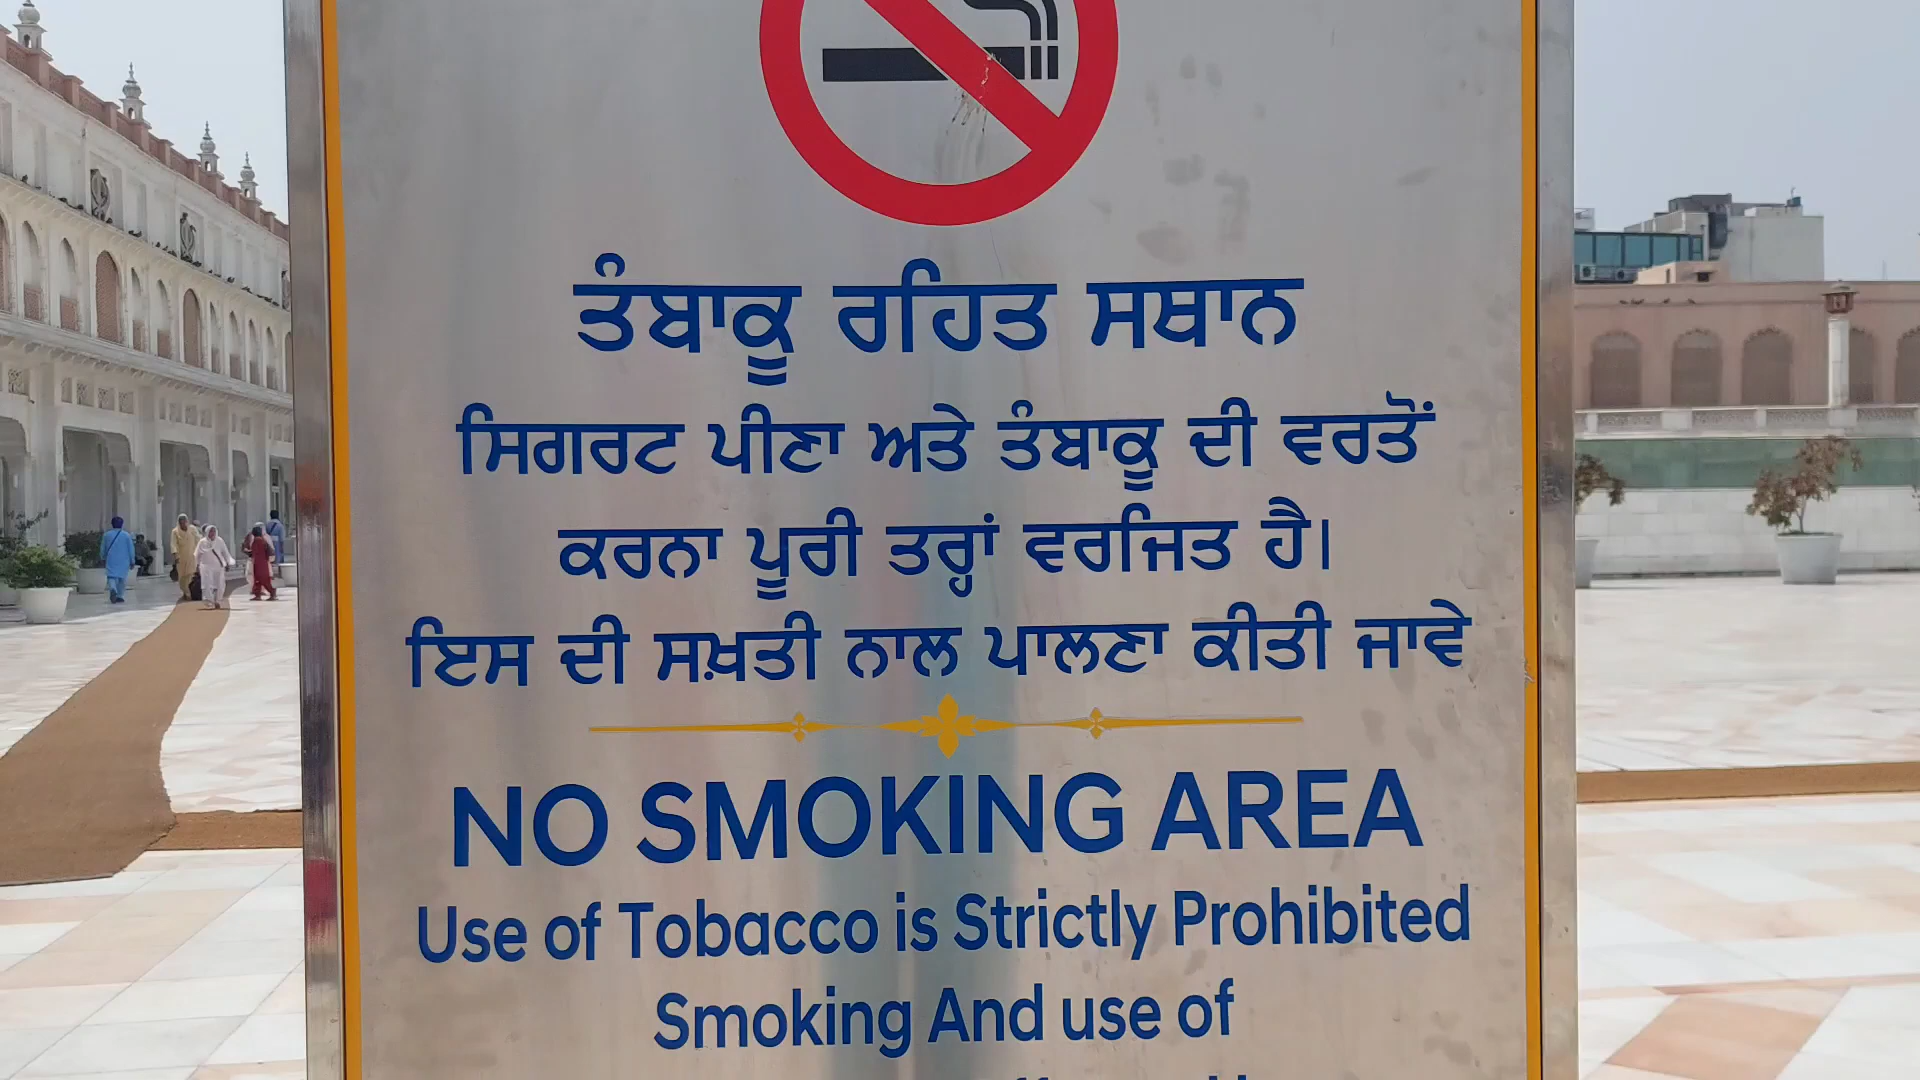 ਤੰਬਾਕੂ ਰਹਿਤ ਸਥਾਨ
ਸਿਗਰਟ ਪੀਣਾ ਅਤੇ ਤੰਬਾਕੂ ਦੀ ਵਰਤੋਂ
ਕਰਨਾ ਪੂਰੀ ਤਰ੍ਹਾਂ ਵਰਜਿਤ ਹੈ।
ਇਸ ਦੀ ਸਖ਼ਤੀ ਨਾਲ ਪਾਲਣਾ ਕੀਤੀ ਜਾਵੇ
NO SMOKING AREA
Use of Tobacco is Strictly Prohibited
Smoking And use of